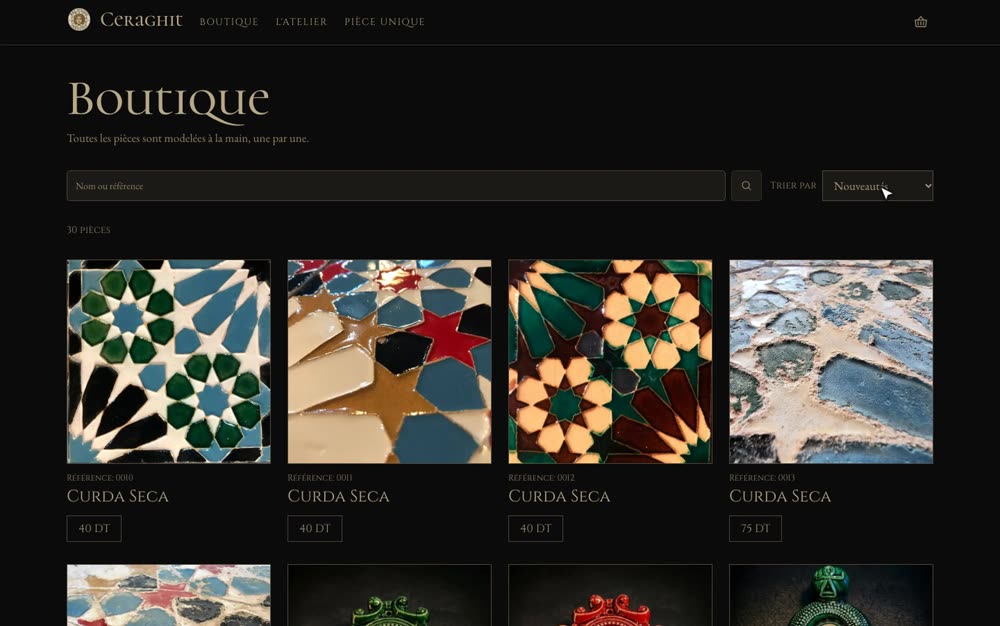 Ceraghit BOUTIQUE L'ATELIER PIÈCE UNIQUE
Boutique
Toutes les pièces sont modelées à la main, une par une.
Nom ou référence
TRIER PAR
Nouveautés
30 PIÈCES
RÉFÉRENCE: 0010
CURDA SECA
40 DT
RÉFÉRENCE: 0011
CURDA SECA
40 DT
RÉFÉRENCE: 0012
CURDA SECA
40 DT
RÉFÉRENCE: 0013
CURDA SECA
75 DT